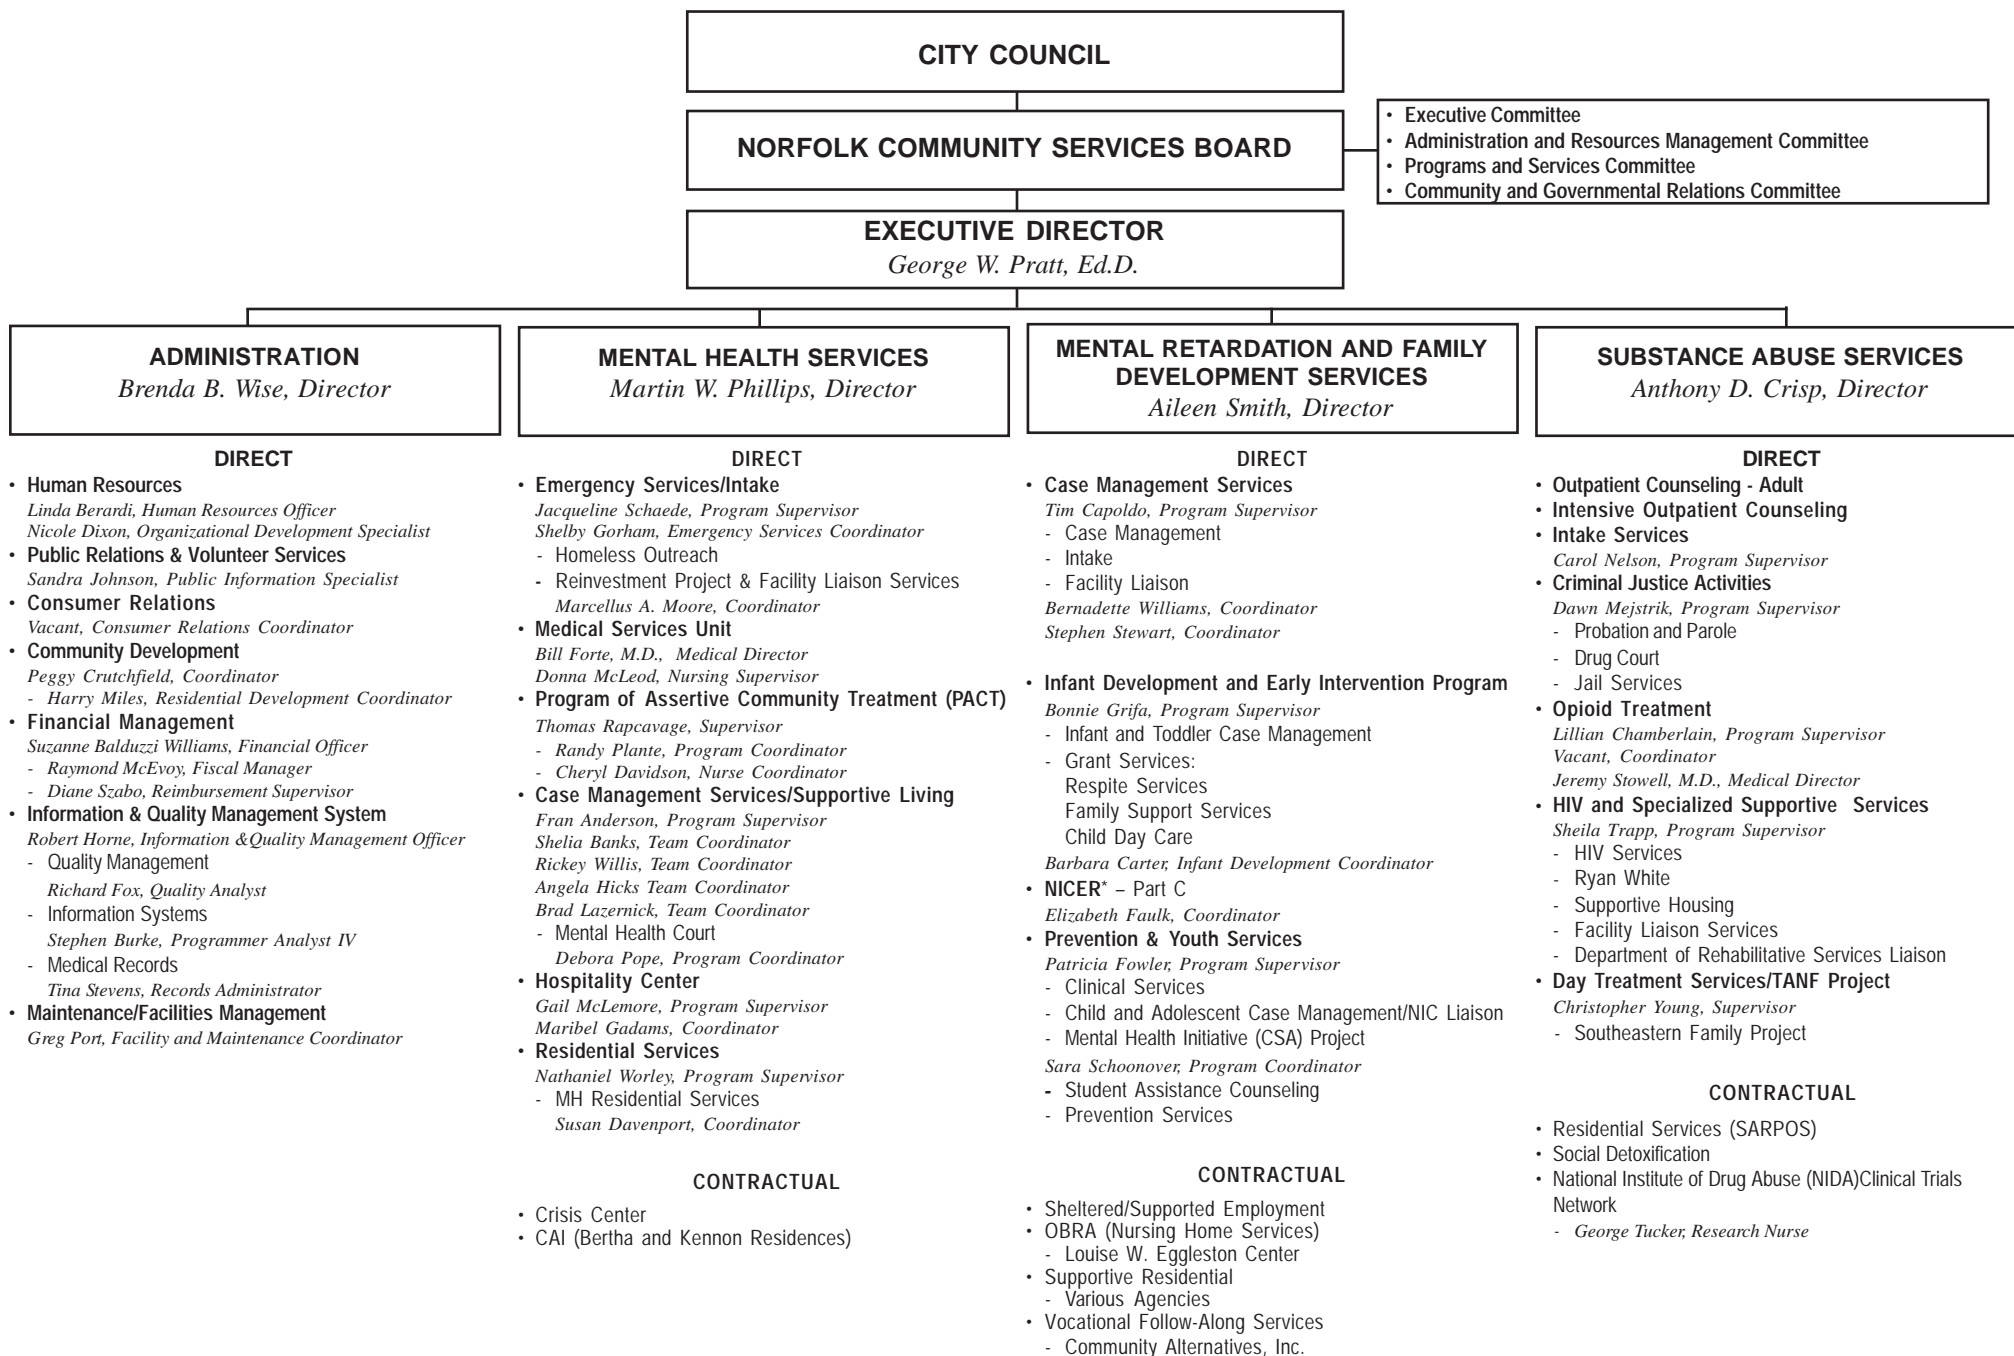 CITY COUNCIL
NORFOLK COMMUNITY SERVICES BOARD
• Executive Committee
• Administration and Resources Management Committee
• Programs and Services Committee
• Community and Governmental Relations Committee
EXECUTIVE DIRECTOR
George W. Pratt, Ed.D.
ADMINISTRATION
Brenda B. Wise, Director
DIRECT
• Human Resources
Linda Berardi, Human Resources Officer
Nicole Dixon, Organizational Development Specialist
• Public Relations & Volunteer Services
Sandra Johnson, Public Information Specialist
• Consumer Relations
Vacant, Consumer Relations Coordinator
• Community Development
Peggy Crutchfield, Coordinator
- Harry Miles, Residential Development Coordinator
• Financial Management
Suzanne Balduzzi Williams, Financial Officer
- Raymond McEvoy, Fiscal Manager
- Diane Szabo, Reimbursement Supervisor
• Information & Quality Management System
Robert Horne, Information &Quality Management Officer
- Quality Management
Richard Fox, Quality Analyst
- Information Systems
Stephen Burke, Programmer Analyst IV
- Medical Records
Tina Stevens, Records Administrator
• Maintenance/Facilities Management
Greg Port, Facility and Maintenance Coordinator
MENTAL HEALTH SERVICES
Martin W. Phillips, Director
DIRECT
• Emergency Services/Intake
Jacqueline Schaede, Program Supervisor
Shelby Gorham, Emergency Services Coordinator
- Homeless Outreach
- Reinvestment Project & Facility Liaison Services
Marcellus A. Moore, Coordinator
• Medical Services Unit
Bill Forte, M.D., Medical Director
Donna McLeod, Nursing Supervisor
• Program of Assertive Community Treatment (PACT)
Thomas Rapcavage, Supervisor
- Randy Plante, Program Coordinator
- Cheryl Davidson, Nurse Coordinator
• Case Management Services/Supportive Living
Fran Anderson, Program Supervisor
Shelia Banks, Team Coordinator
Rickey Willis, Team Coordinator
Angela Hicks Team Coordinator
Brad Lazernick, Team Coordinator
- Mental Health Court
Debora Pope, Program Coordinator
• Hospitality Center
Gail McLemore, Program Supervisor
Maribel Gadams, Coordinator
• Residential Services
Nathaniel Worley, Program Supervisor
- MH Residential Services
Susan Davenport, Coordinator
CONTRACTUAL
• Crisis Center
• CAI (Bertha and Kennon Residences)
MENTAL RETARDATION AND FAMILY
DEVELOPMENT SERVICES
Aileen Smith, Director
DIRECT
• Case Management Services
Tim Capoldo, Program Supervisor
- Case Management
- Intake
- Facility Liaison
Bernadette Williams, Coordinator
Stephen Stewart, Coordinator
• Infant Development and Early Intervention Program
Bonnie Grifa, Program Supervisor
- Infant and Toddler Case Management
- Grant Services:
Respite Services
Family Support Services
Child Day Care
Barbara Carter, Infant Development Coordinator
• NICER* – Part C
Elizabeth Faulk, Coordinator
• Prevention & Youth Services
Patricia Fowler, Program Supervisor
- Clinical Services
- Child and Adolescent Case Management/NIC Liaison
- Mental Health Initiative (CSA) Project
Sara Schoonover, Program Coordinator
- Student Assistance Counseling
- Prevention Services
CONTRACTUAL
• Sheltered/Supported Employment
• OBRA (Nursing Home Services)
- Louise W. Eggleston Center
• Supportive Residential
- Various Agencies
• Vocational Follow-Along Services
- Community Alternatives, Inc.
SUBSTANCE ABUSE SERVICES
Anthony D. Crisp, Director
DIRECT
• Outpatient Counseling - Adult
• Intensive Outpatient Counseling
• Intake Services
Carol Nelson, Program Supervisor
• Criminal Justice Activities
Dawn Mejstrik, Program Supervisor
- Probation and Parole
- Drug Court
- Jail Services
• Opioid Treatment
Lillian Chamberlain, Program Supervisor
Vacant, Coordinator
Jeremy Stowell, M.D., Medical Director
• HIV and Specialized Supportive Services
Sheila Trapp, Program Supervisor
- HIV Services
- Ryan White
- Supportive Housing
- Facility Liaison Services
- Department of Rehabilitative Services Liaison
• Day Treatment Services/TANF Project
Christopher Young, Supervisor
- Southeastern Family Project
CONTRACTUAL
• Residential Services (SARPOS)
• Social Detoxification
• National Institute of Drug Abuse (NIDA)Clinical Trials
Network
- George Tucker, Research Nurse